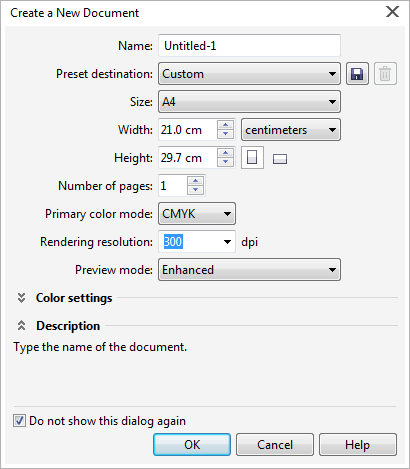 Create a New Document
Name: Untitled-1
Preset destination: Custom
Size: A4
Width: 21.0 cm centimeters
Height: 29.7 cm
Number of pages: 1
Primary color mode: CMYK
Rendering resolution: 300 dpi
Preview mode: Enhanced
Color settings
Description
Type the name of the document.
Do not show this dialog again
OK Cancel Help